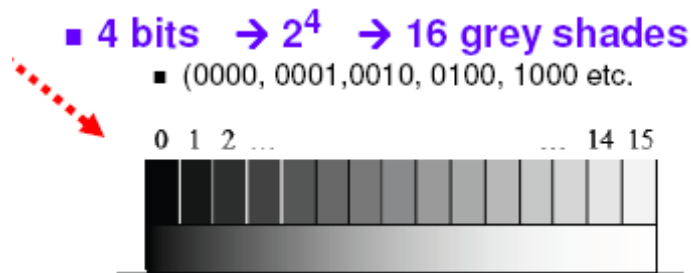 ▪ 4 bits → 2⁴ → 16 grey shades
▪ (0000, 0001,0010, 0100, 1000 etc.
0 1 2 ... ... 14 15